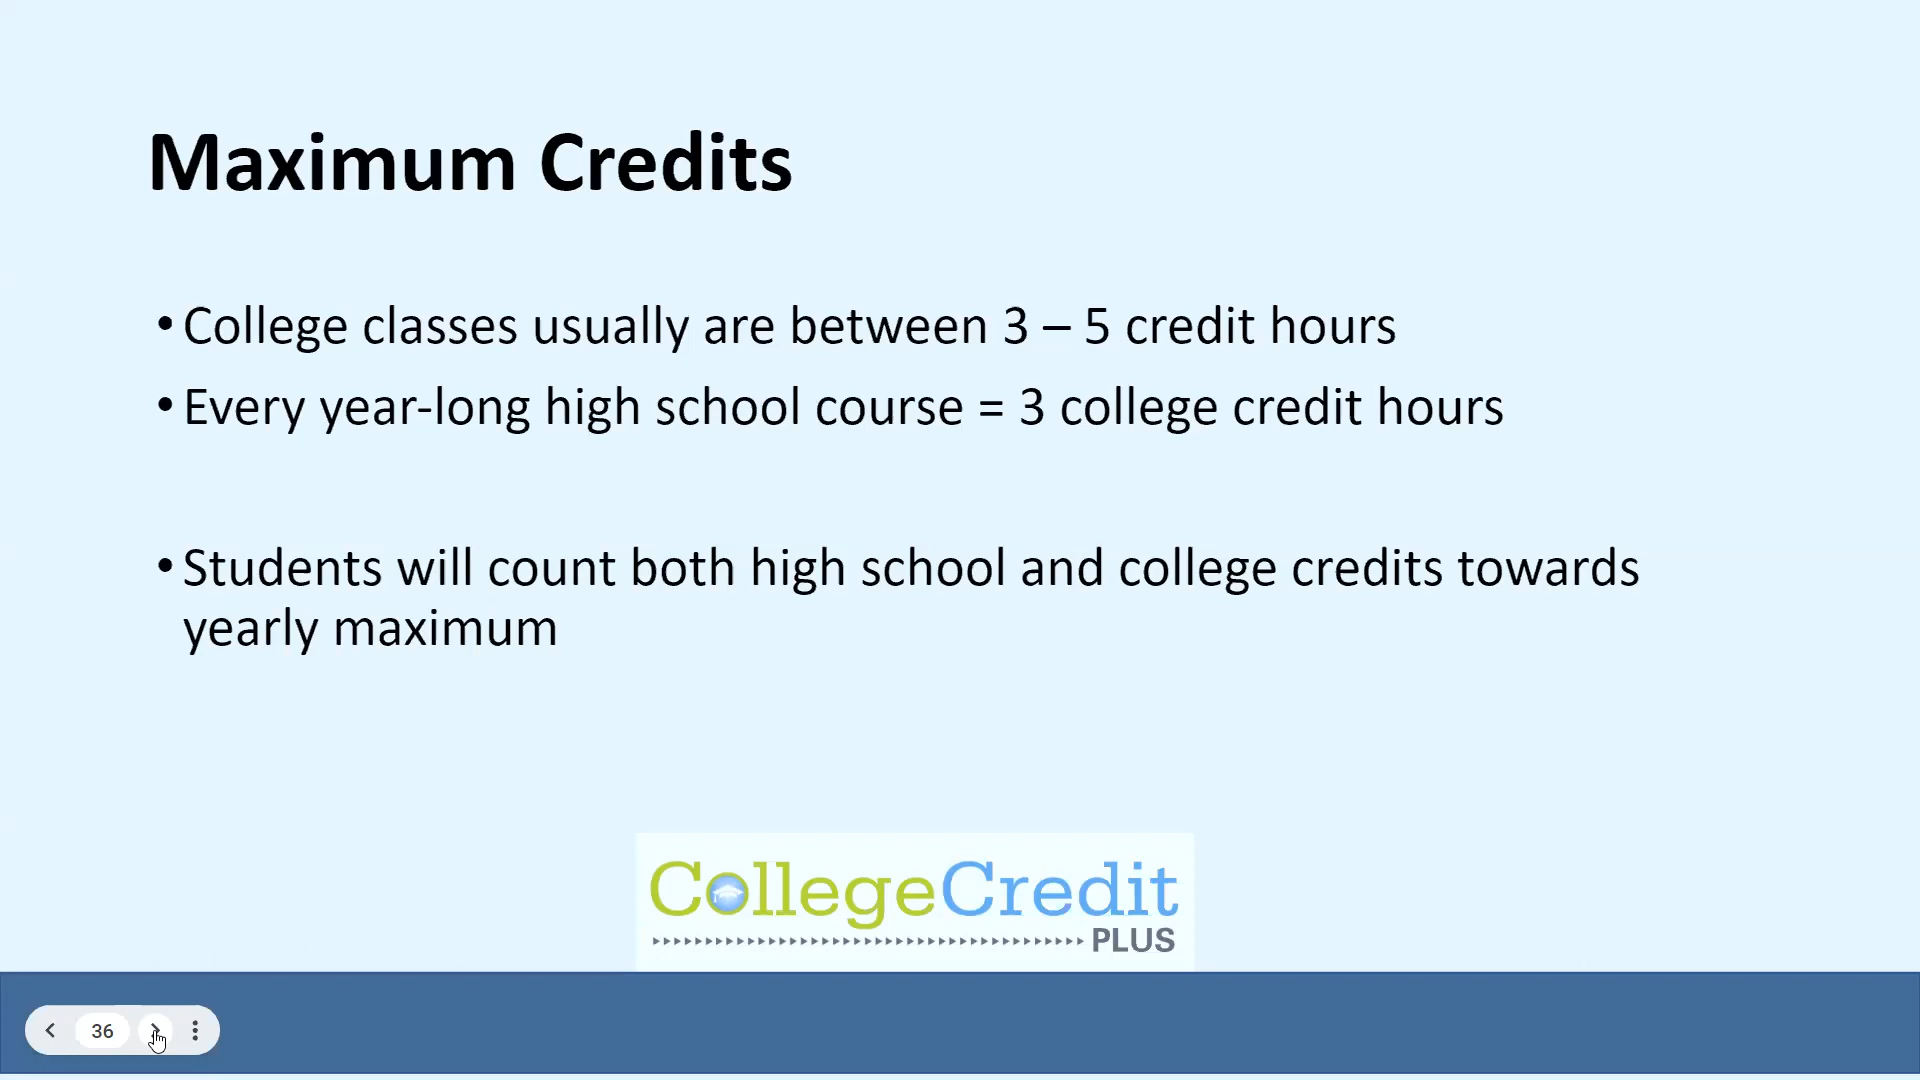 Maximum Credits
• College classes usually are between 3 – 5 credit hours
• Every year-long high school course = 3 college credit hours
• Students will count both high school and college credits towards
yearly maximum
CollegeCredit
PLUS
36